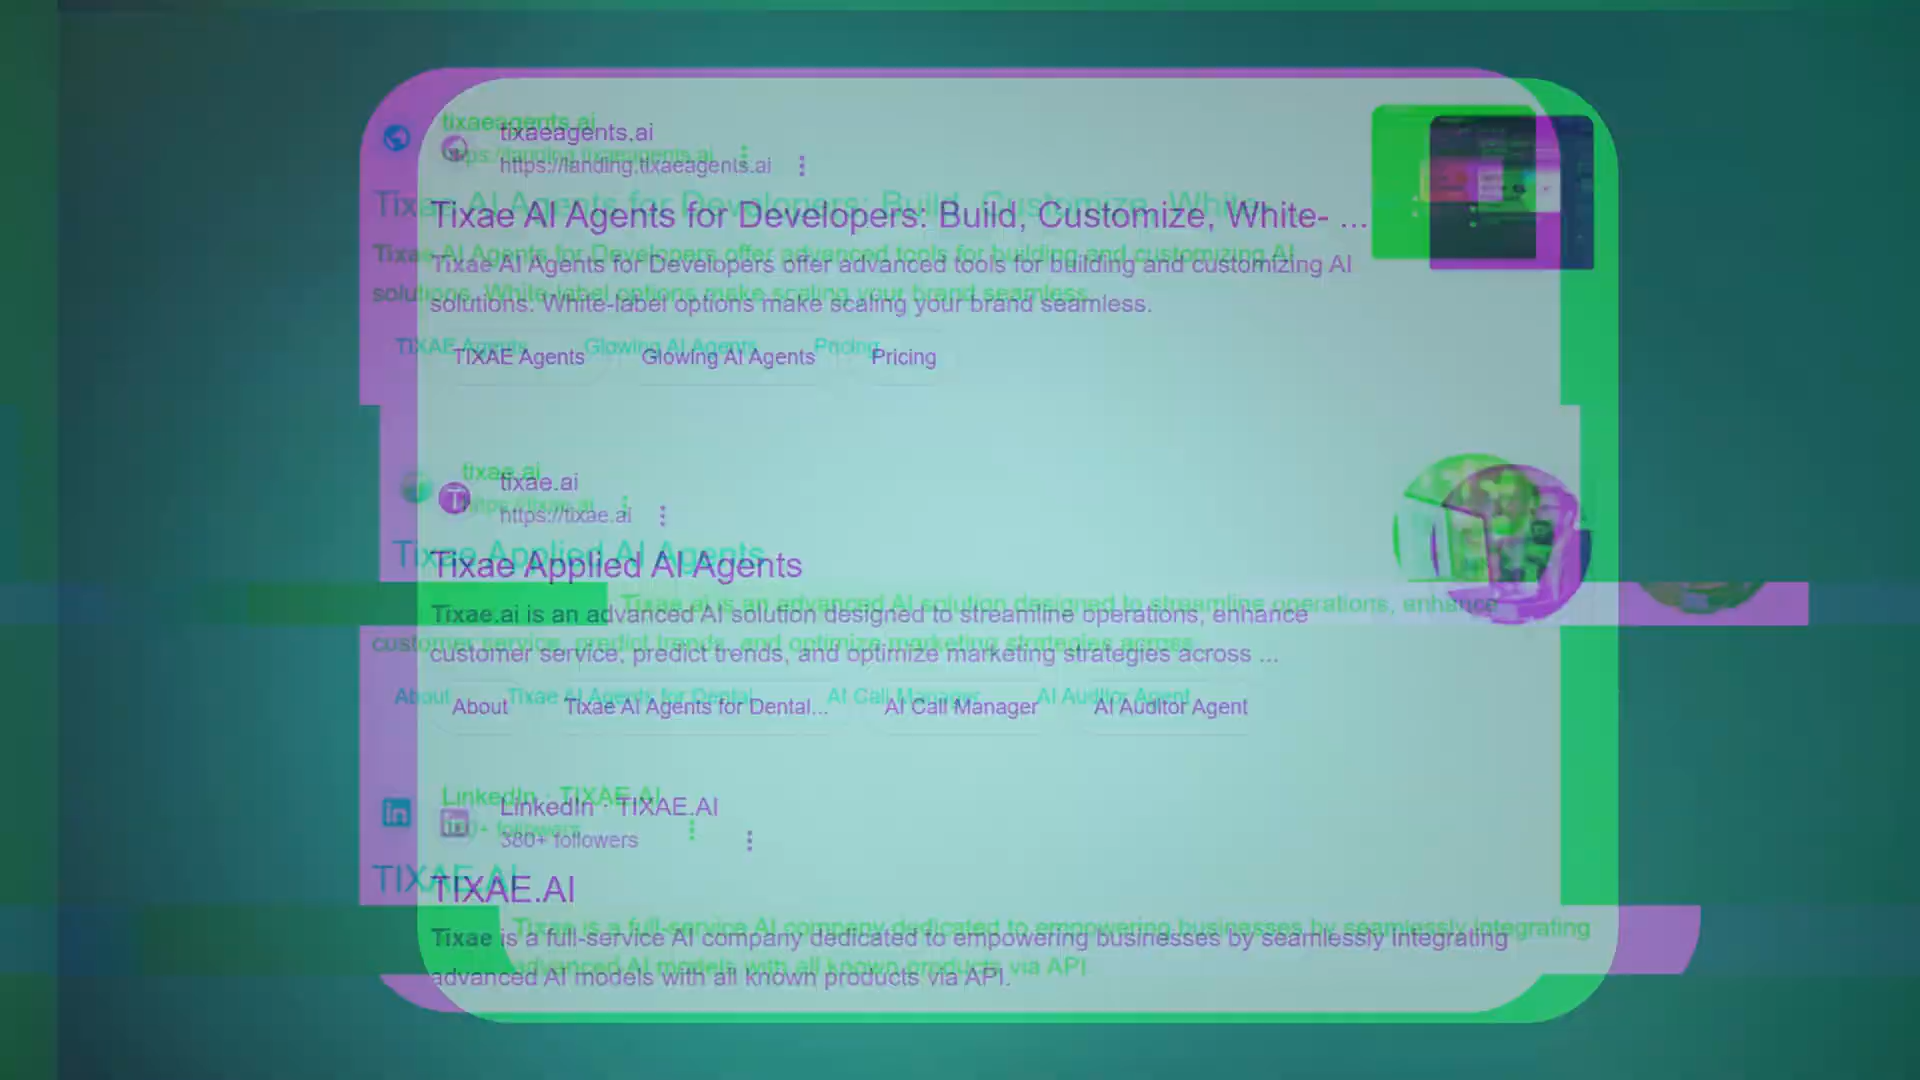 tixaeagents.ai
https://landing.tixaeagents.ai
Tixae AI Agents for Developers: Build, Customize, White- ...
Tixae AI Agents for Developers offer advanced tools for building and customizing AI
solutions. White-label options make scaling your brand seamless.
TIXAE Agents Glowing AI Agents Pricing
tixae.ai
https://tixae.ai
Tixae Applied AI Agents
Tixae.ai is an advanced AI solution designed to streamline operations, enhance
customer service, predict trends, and optimize marketing strategies across ...
About Tixae AI Agents for Dental... AI Call Manager AI Auditor Agent
LinkedIn · TIXAE.AI
380+ followers
TIXAE.AI
Tixae is a full-service AI company dedicated to empowering businesses by seamlessly integrating
advanced AI models with all known products via API.